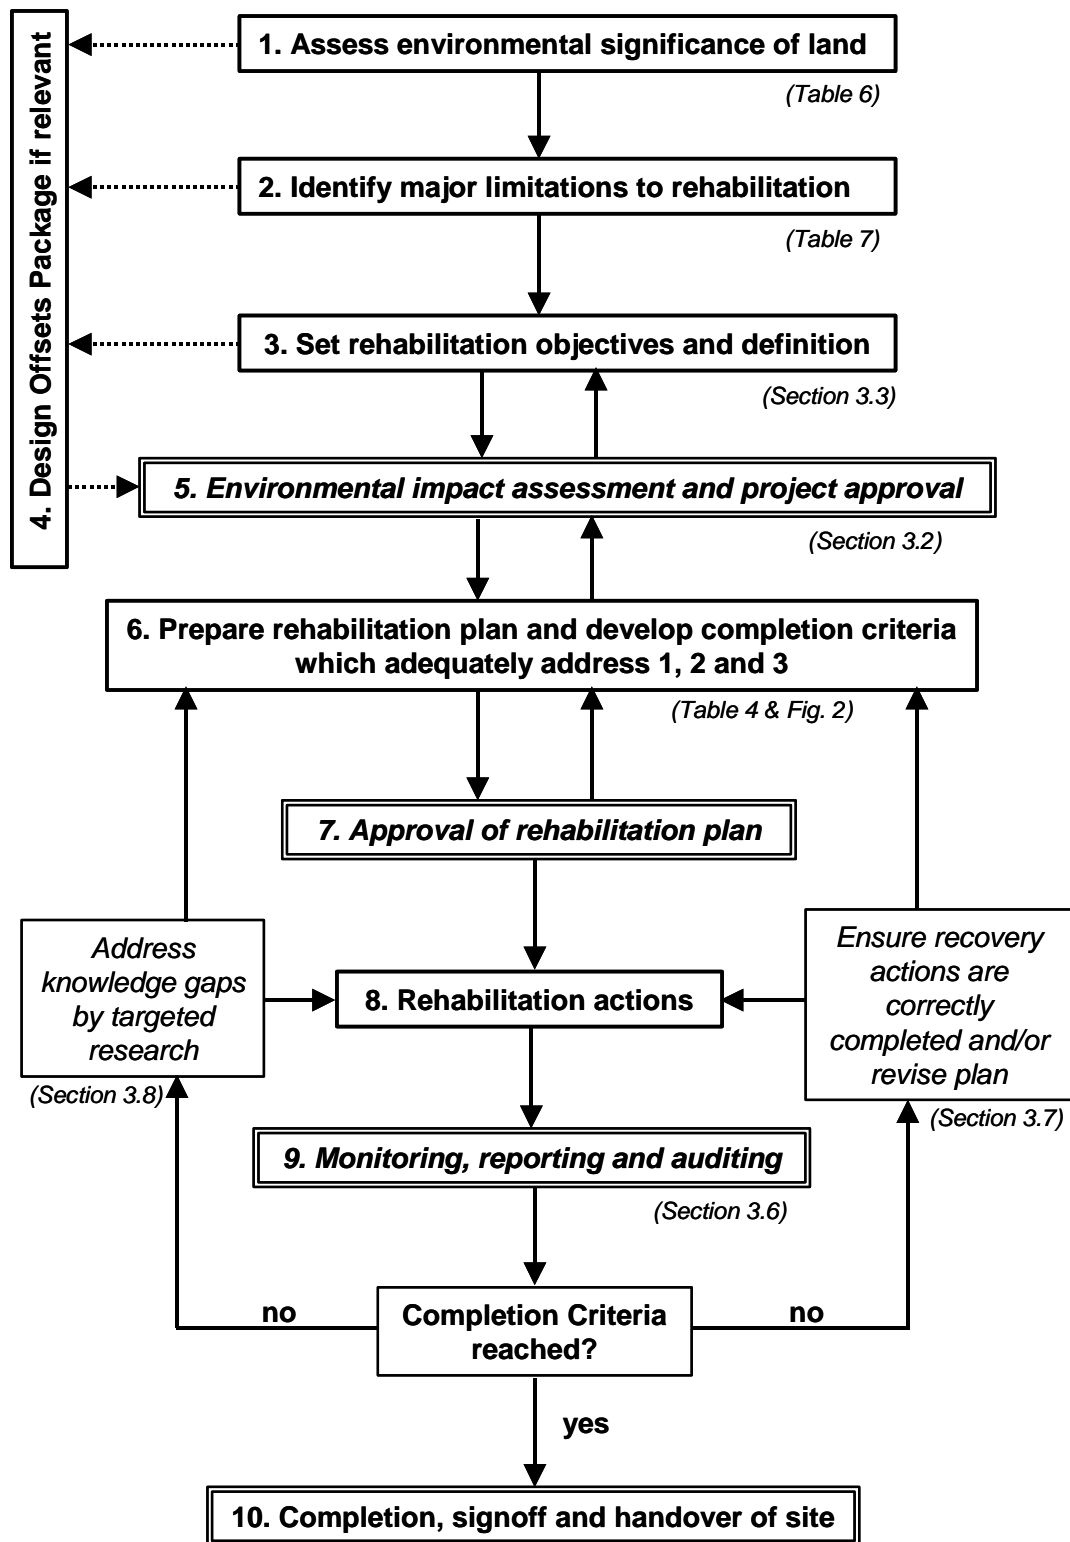 1. Assess environmental significance of land
(Table 6)
2. Identify major limitations to rehabilitation
(Table 7)
3. Set rehabilitation objectives and definition
(Section 3.3)
4. Design Offsets Package if relevant
5. Environmental impact assessment and project approval
(Section 3.2)
6. Prepare rehabilitation plan and develop completion criteria
which adequately address 1, 2 and 3
(Table 4 & Fig. 2)
7. Approval of rehabilitation plan
Address
knowledge gaps
by targeted
research
(Section 3.8)
8. Rehabilitation actions
Ensure recovery
actions are
correctly
completed and/or
revise plan
(Section 3.7)
9. Monitoring, reporting and auditing
(Section 3.6)
no
Completion Criteria
reached?
no
yes
10. Completion, signoff and handover of site